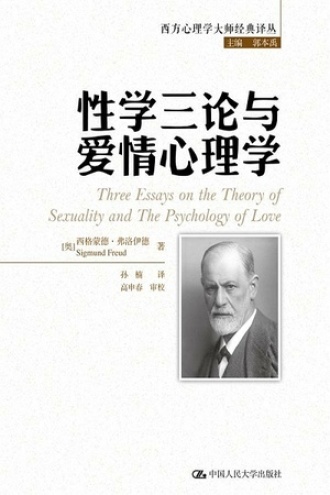 西方心理学大师经典译丛
主编 郭本禹
性学三论与
爱情心理学
Three Essays on the Theory of
Sexuality and The Psychology of Love
[奥]西格蒙德·弗洛伊德 著
Sigmund Freud
孙楠 译
高申春 审校
中国人民大学出版社